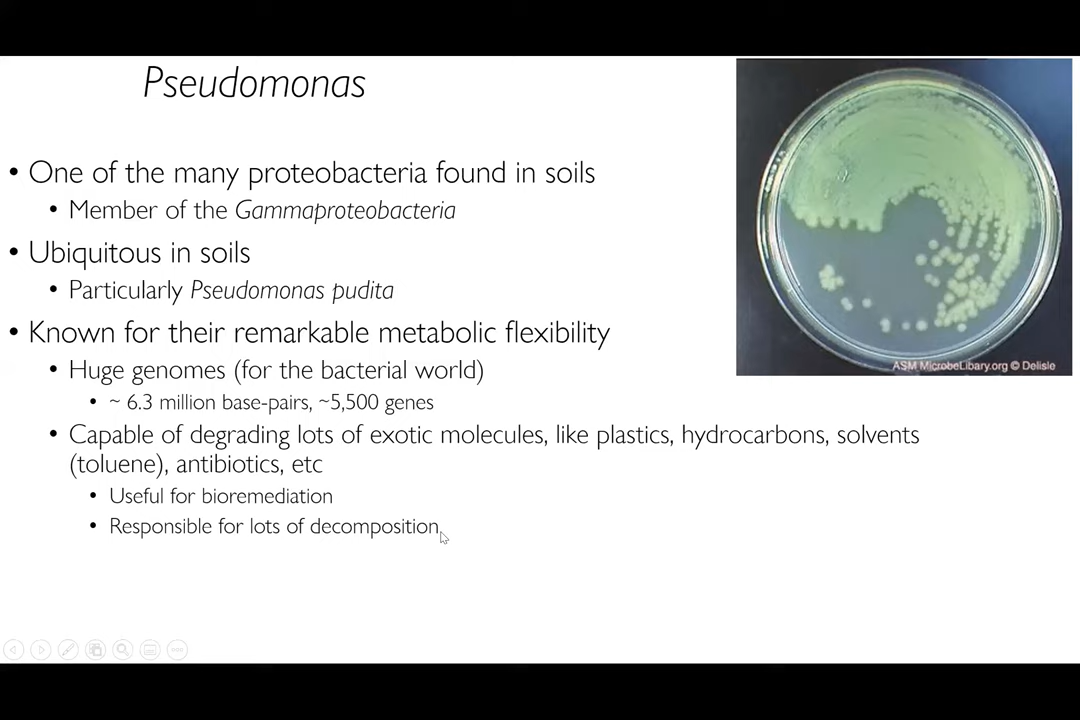 Pseudomonas
• One of the many proteobacteria found in soils
• Member of the Gammaproteobacteria
• Ubiquitous in soils
• Particularly Pseudomonas pudita
• Known for their remarkable metabolic flexibility
• Huge genomes (for the bacterial world)
• ~ 6.3 million base-pairs, ~5,500 genes
• Capable of degrading lots of exotic molecules, like plastics, hydrocarbons, solvents
(toluene), antibiotics, etc
• Useful for bioremediation
• Responsible for lots of decomposition
ASM MicrobeLibary.org © Delisle